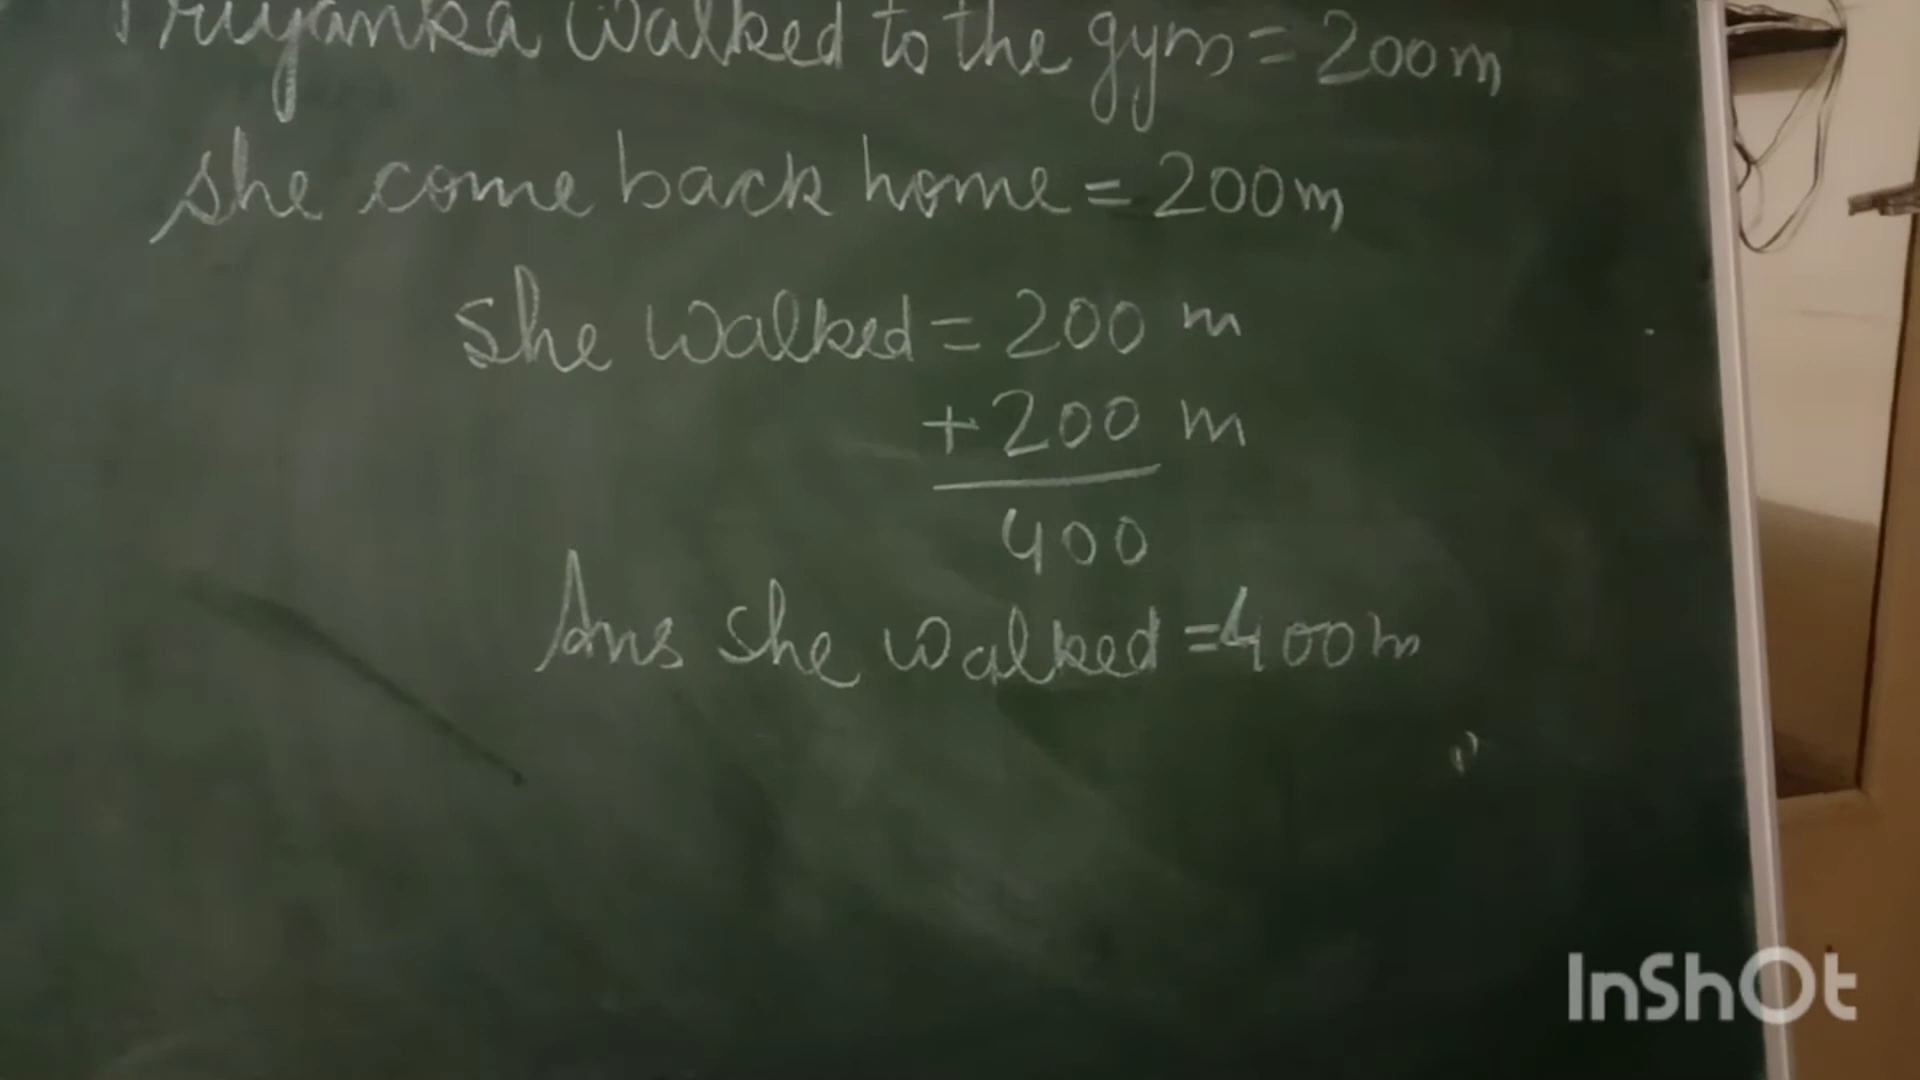 Priyanka walked to the gym = 200m
She come back home = 200m
She walked = 200 m
+ 200 m
400
Ans She walked = 400m
InShOt